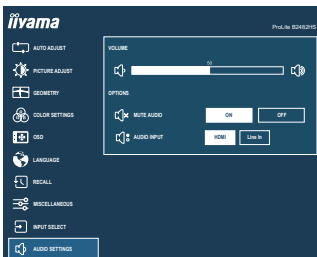 iiyama
ProLite B2462HS
AUTO ADJUST
PICTURE ADJUST
GEOMETRY
COLOR SETTINGS
OSD
LANGUAGE
RECALL
MISCELLANEOUS
INPUT SELECT
AUDIO SETTINGS
VOLUME
50
OPTIONS
MUTE AUDIO ON OFF
AUDIO INPUT HDMI Line In